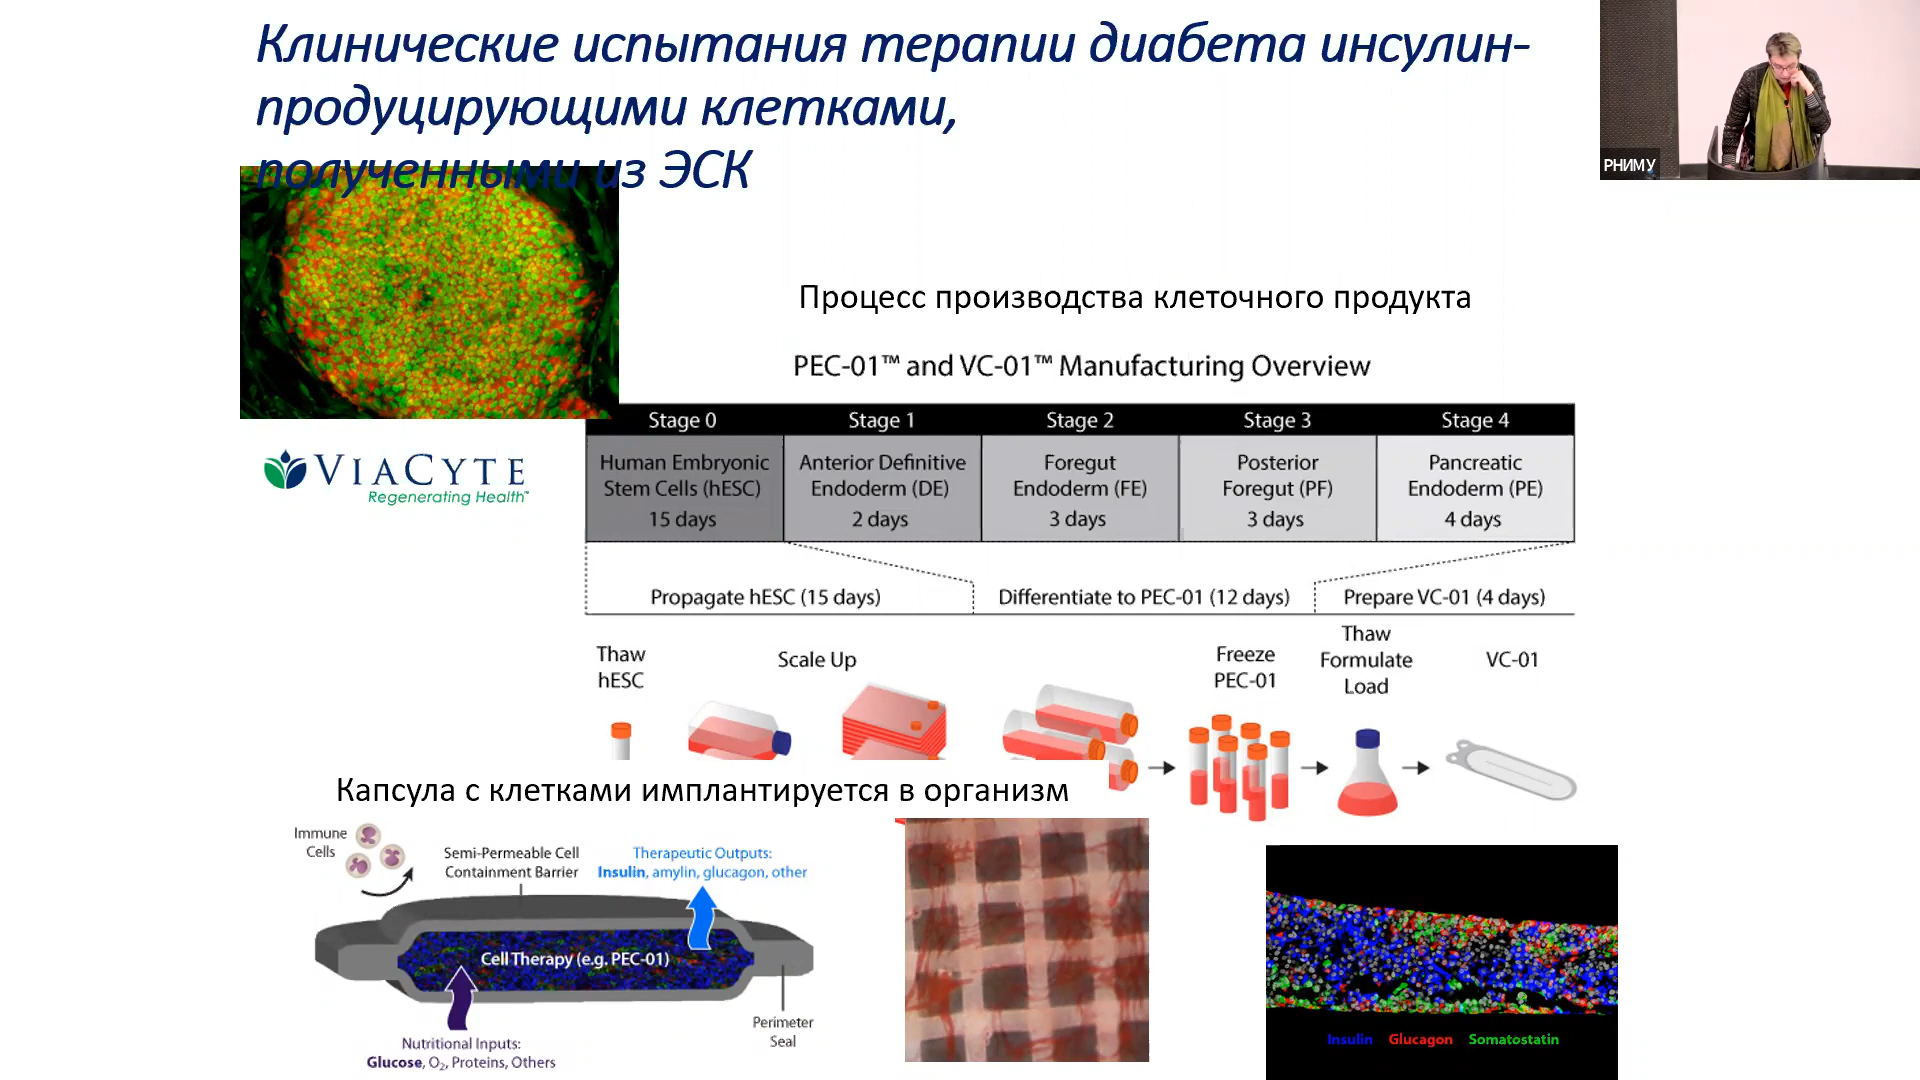 Клинические испытания терапии диабета инсулин-
продуцирующими клетками,
полученными из ЭСК
РНИМУ
Процесс производства клеточного продукта
PEC-01™ and VC-01™ Manufacturing Overview
Stage 0 Stage 1 Stage 2 Stage 3 Stage 4
Human Embryonic Stem Cells (hESC) 15 days
Anterior Definitive Endoderm (DE) 2 days
Foregut Endoderm (FE) 3 days
Posterior Foregut (PF) 3 days
Pancreatic Endoderm (PE) 4 days
VIACYTE
Regenerating Health™
Propagate hESC (15 days) Differentiate to PEC-01 (12 days) Prepare VC-01 (4 days)
Thaw
hESC
Scale Up
Freeze
PEC-01
Thaw
Formulate
Load
VC-01
Капсула с клетками имплантируется в организм
Immune
Cells
Semi-Permeable Cell
Containment Barrier
Therapeutic Outputs:
Insulin, amylin, glucagon, other
Cell Therapy (e.g. PEC-01)
Perimeter
Seal
Nutritional Inputs:
Glucose, O₂, Proteins, Others
Insulin Glucagon Somatostatin